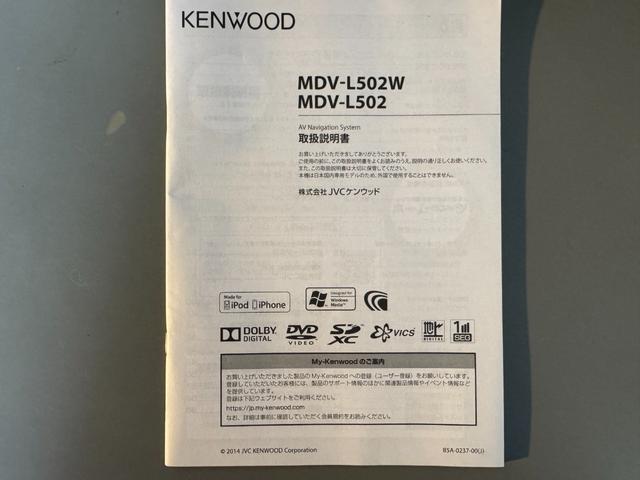 KENWOOD
MDV-L502W
MDV-L502
AV Navigation System
取扱説明書
お買い上げいただきましてありがとうございます。
ご使用の前に、この取扱説明書をよくお読みのうえ、説明の通り正しくお使いください。
また、この取扱説明書は大切に保管してください。
本機は日本国内専用モデルのため、外国で使用することはできません。
株式会社 JVCケンウッド
Made for
iPod iPhone
Designed for
Windows
Media™
DOLBY
DIGITAL
DVD
VIDEO
SD
XC
VICS
地デジ
DIGITAL
1
SEG
My-Kenwood のご案内
お買い上げいただきました製品の My-Kenwood への登録（ユーザー登録）をお願いしています。
登録していただいたお客様には、製品のサポート情報のほかに関連製品情報やイベント情報など
を提供しています。
登録は下記ウェブサイトをご利用ください。
https://jp.my-kenwood.com
なお、詳細は事前に確認していただく会員規約をお読みください。
© 2014 JVC KENWOOD Corporation
B5A-0237-00(J)